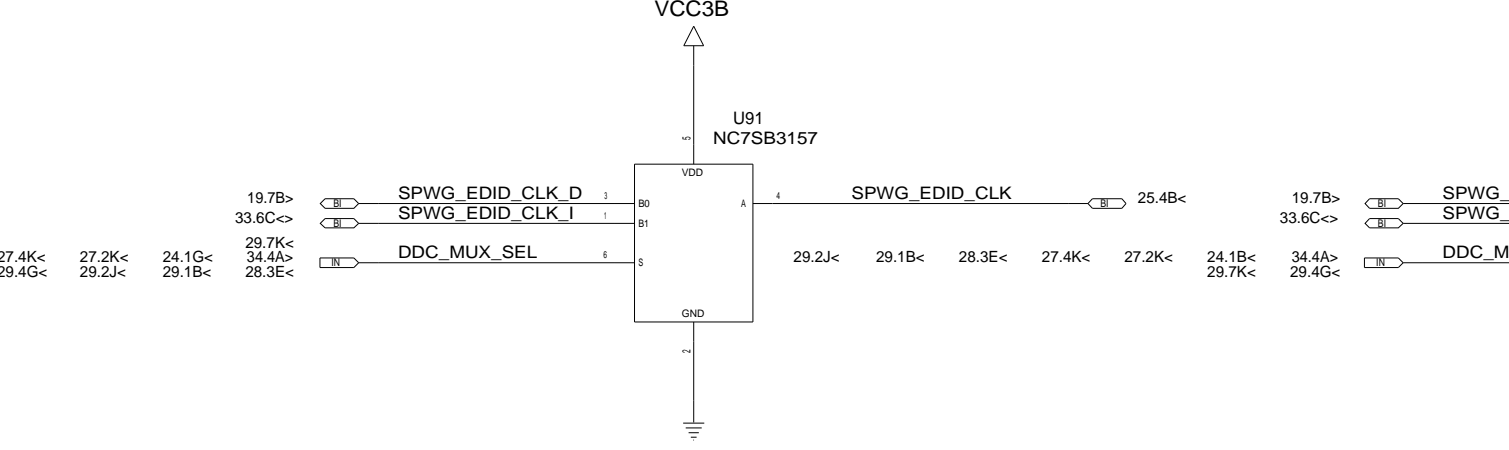 VCC3B
U91
NC7SB3157
5
VDD
19.7B> BI SPWG_EDID_CLK_D 3 B0 A 4 SPWG_EDID_CLK BI 25.4B< 19.7B> BI SPWG_
33.6C<> BI SPWG_EDID_CLK_I 1 B1 33.6C<> BI SPWG_
29.7K<
27.4K< 27.2K< 24.1G< 34.4A> IN DDC_MUX_SEL 6 S 29.2J< 29.1B< 28.3E< 27.4K< 27.2K< 24.1B< 34.4A> IN DDC_M
29.4G< 29.2J< 29.1B< 28.3E< 29.7K< 29.4G<
GND
2